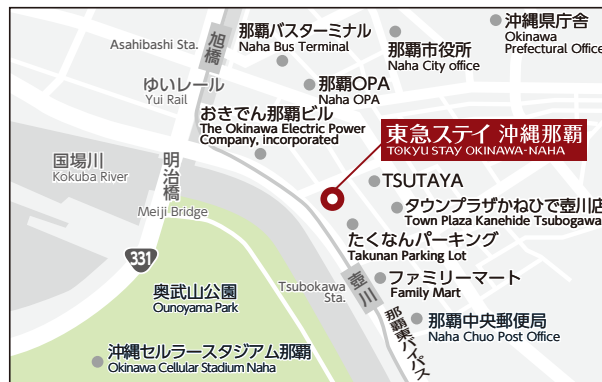 沖縄県庁舎
Okinawa
Prefectural Office
那覇バスターミナル
Naha Bus Terminal
那覇市役所
Naha City office
Asahibashi Sta.
旭橋
ゆいレール
Yui Rail
那覇OPA
Naha OPA
おきでん那覇ビル
The Okinawa Electric Power
Company, incorporated
東急ステイ 沖縄那覇
TOKYU STAY OKINAWA-NAHA
国場川
Kokuba River
明治橋
Meiji Bridge
TSUTAYA
タウンプラザかねひで壺川店
Town Plaza Kanehide Tsubogawa
たくなんパーキング
Takunan Parking Lot
331
奥武山公園
Ounoyama Park
Tsubokawa
Sta.
壺川
ファミリーマート
Family Mart
那覇東バイパス
那覇中央郵便局
Naha Chuo Post Office
沖縄セルラースタジアム那覇
Okinawa Cellular Stadium Naha